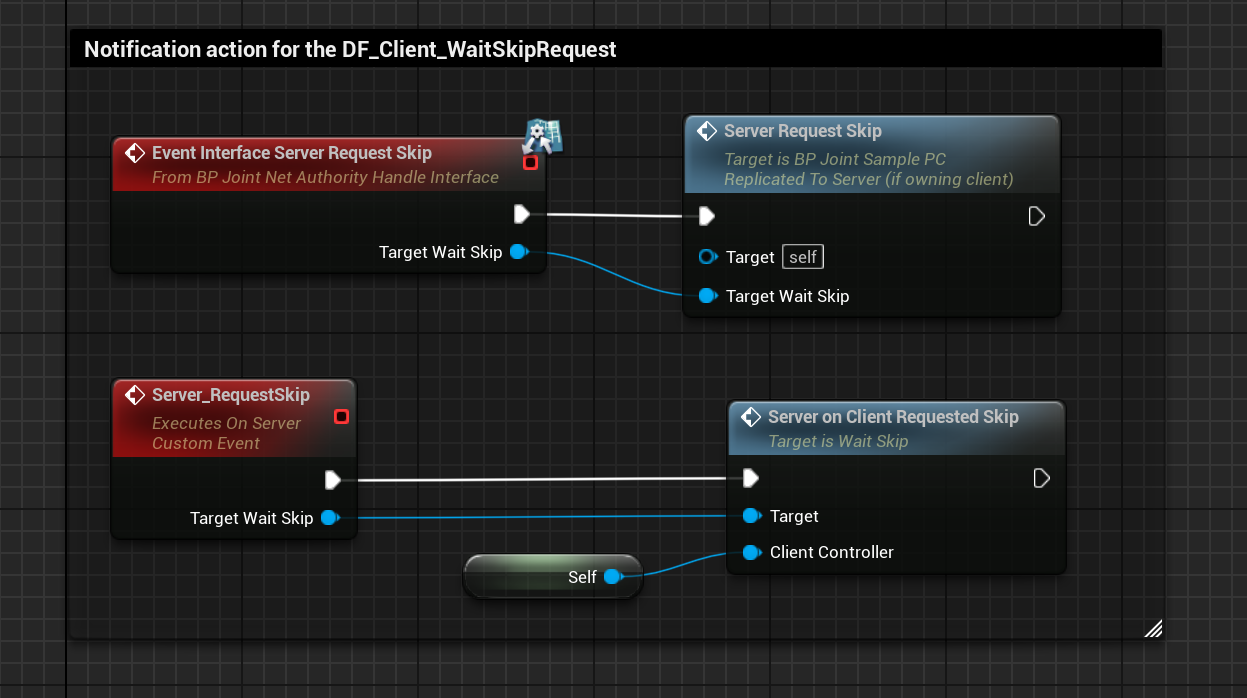 Notification action for the DF_Client_WaitSkipRequest
Event Interface Server Request Skip
From BP Joint Net Authority Handle Interface
Target Wait Skip
Server Request Skip
Target is BP Joint Sample PC
Replicated To Server (if owning client)
Target self
Target Wait Skip
Server_RequestSkip
Executes On Server
Custom Event
Target Wait Skip
Self
Server on Client Requested Skip
Target is Wait Skip
Target
Client Controller